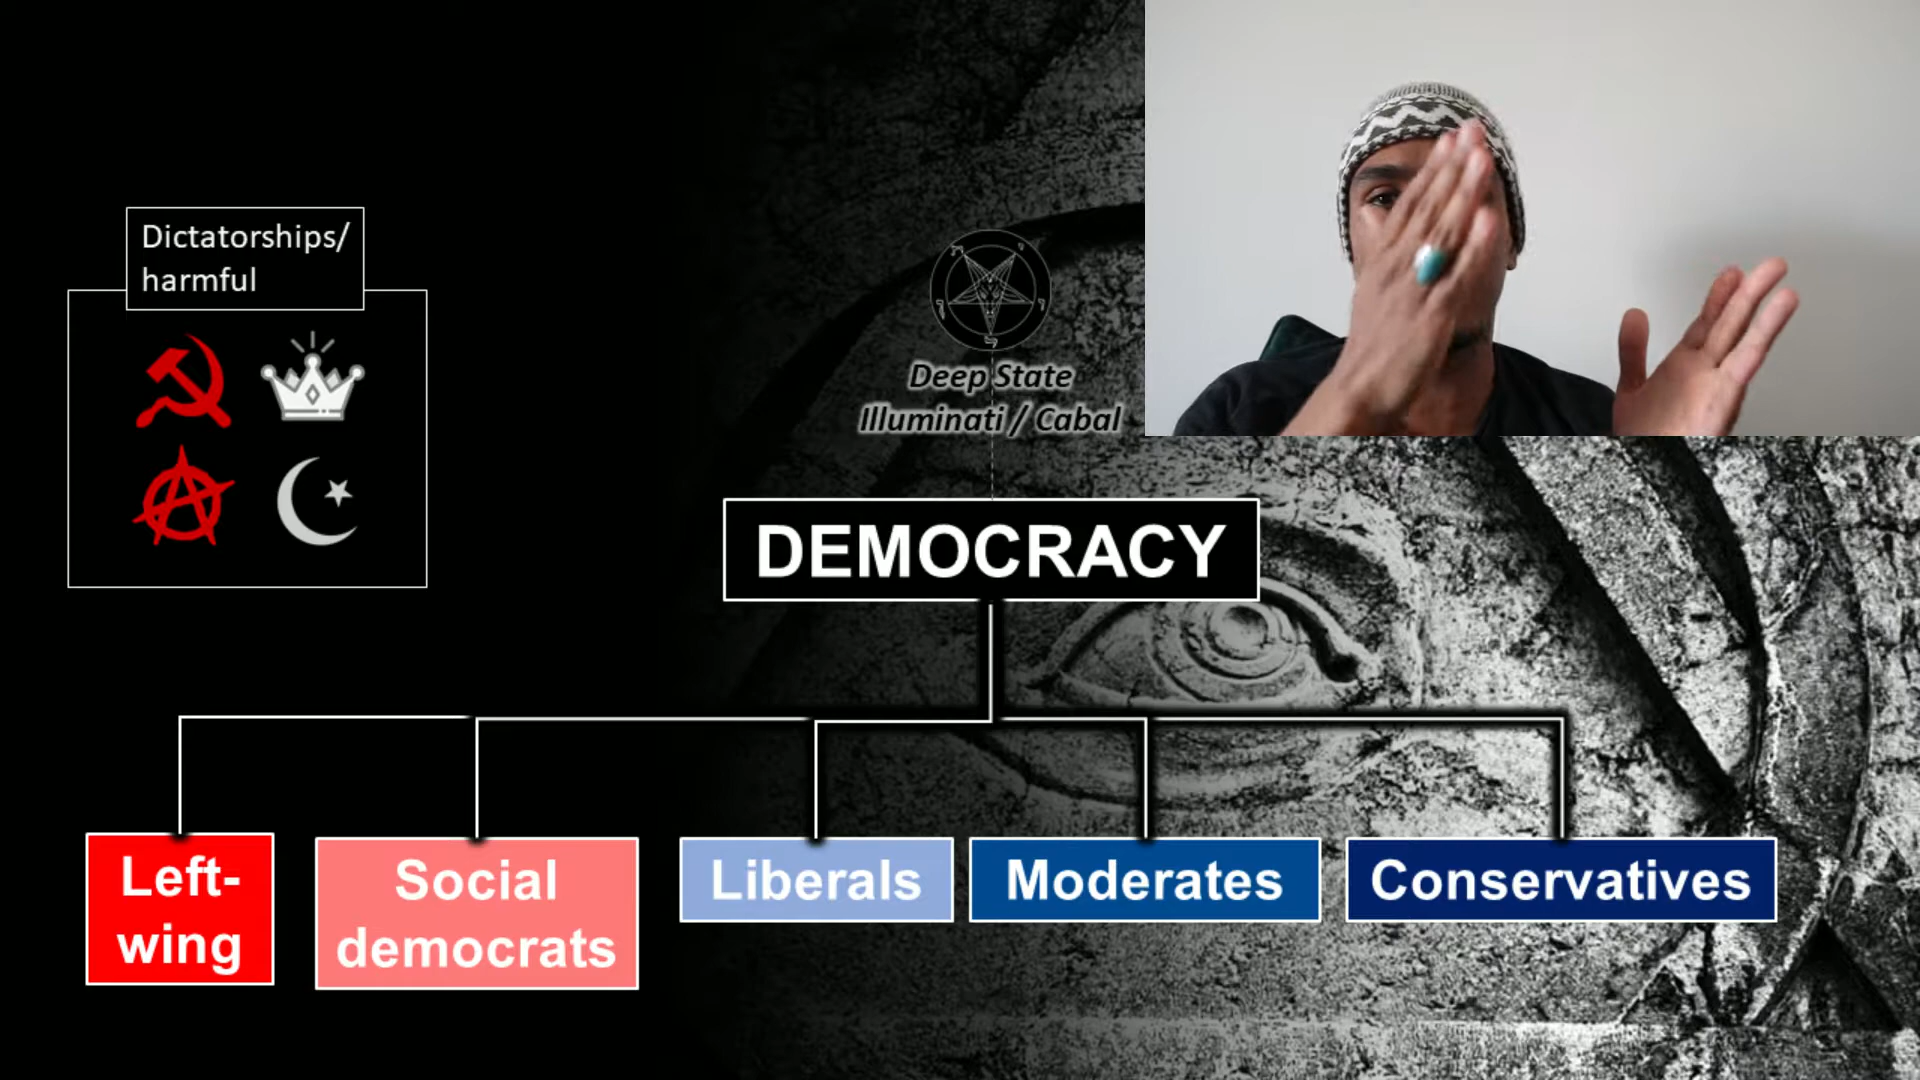 Dictatorships/
harmful
Deep State
Illuminati / Cabal
DEMOCRACY
Left-
wing
Social
democrats
Liberals
Moderates
Conservatives